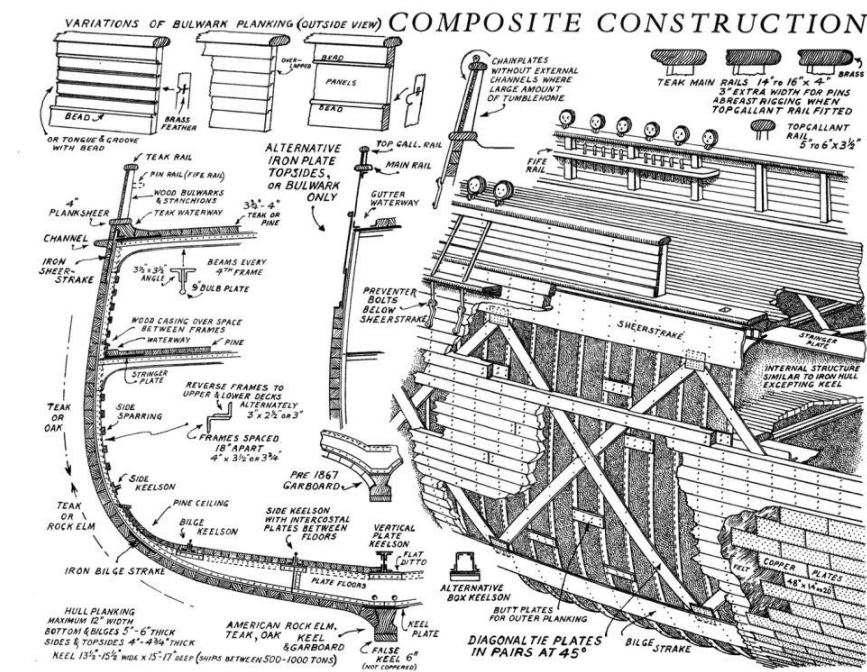 VARIATIONS OF BULWARK PLANKING (OUTSIDE VIEW)
COMPOSITE CONSTRUCTION
OVER-
LAPPED
BEAD
PANELS
BEAD
BEAD
BRASS
FEATHER
OR TONGUE & GROOVE
WITH BEAD
CHAINPLATES
WITHOUT EXTERNAL
CHANNELS WHERE
LARGE AMOUNT
OF TUMBLEHOME
BRASS
TEAK MAIN RAILS 14" TO 16" x 4"
3" EXTRA WIDTH FOR PINS
ABREAST RIGGING WHEN
TOPGALLANT RAIL FITTED
TOPGALLANT
RAIL
5" TO 6" x 3½"
FIFE
RAIL
ALTERNATIVE
IRON PLATE
TOPSIDES,
OR BULWARK
ONLY
TOP GALL. RAIL
MAIN RAIL
GUTTER
WATERWAY
TEAK RAIL
PIN RAIL (FIFE RAIL)
WOOD BULWARKS
& STANCHIONS
TEAK WATERWAY
4"
PLANKSHEER
3¾"- 4"
TEAK OR
PINE
CHANNEL
IRON
SHEER-
STRAKE
BEAMS EVERY
4TH FRAME
3½" x 3½"
ANGLE
9" BULB PLATE
WOOD CASING OVER SPACE
BETWEEN FRAMES
WATERWAY
PINE
STRINGER
PLATE
PREVENTER
BOLTS
BELOW
SHEERSTRAKE
SHEERSTRAKE
STRINGER
PLATE
INTERNAL STRUCTURE
SIMILAR TO IRON HULL
EXCEPTING KEEL
REVERSE FRAMES TO
UPPER & LOWER DECKS
ALTERNATELY
3" x 2½" OR 3"
FRAMES SPACED
18" APART
4" x 3½" OR 3¾"
TEAK
OR
OAK
SIDE
SPARRING
PRE 1867
GARBOARD
SIDE
KEELSON
PINE CEILING
TEAK
OR
ROCK ELM
BILGE
KEELSON
SIDE KEELSON
WITH INTERCOSTAL
PLATES BETWEEN
FLOORS
VERTICAL
PLATE
KEELSON
FLAT
DITTO
IRON BILGE STRAKE
PLATE FLOORS
ALTERNATIVE
BOX KEELSON
FELT
COPPER PLATES
BUTT PLATES
FOR OUTER PLANKING
DIAGONAL TIE PLATES
IN PAIRS AT 45°
BILGE
STRAKE
HULL PLANKING
MAXIMUM 12" WIDTH
BOTTOM & BILGES 5"- 6" THICK
SIDES & TOPSIDES 4"- 4¾" THICK
KEEL 13½"-15½" WIDE x 15"-17" DEEP (SHIPS BETWEEN 500-1000 TONS)
AMERICAN ROCK ELM,
TEAK, OAK
KEEL
& GARBOARD
KEEL
PLATE
FALSE
KEEL 6"
(NOT COPPERED)